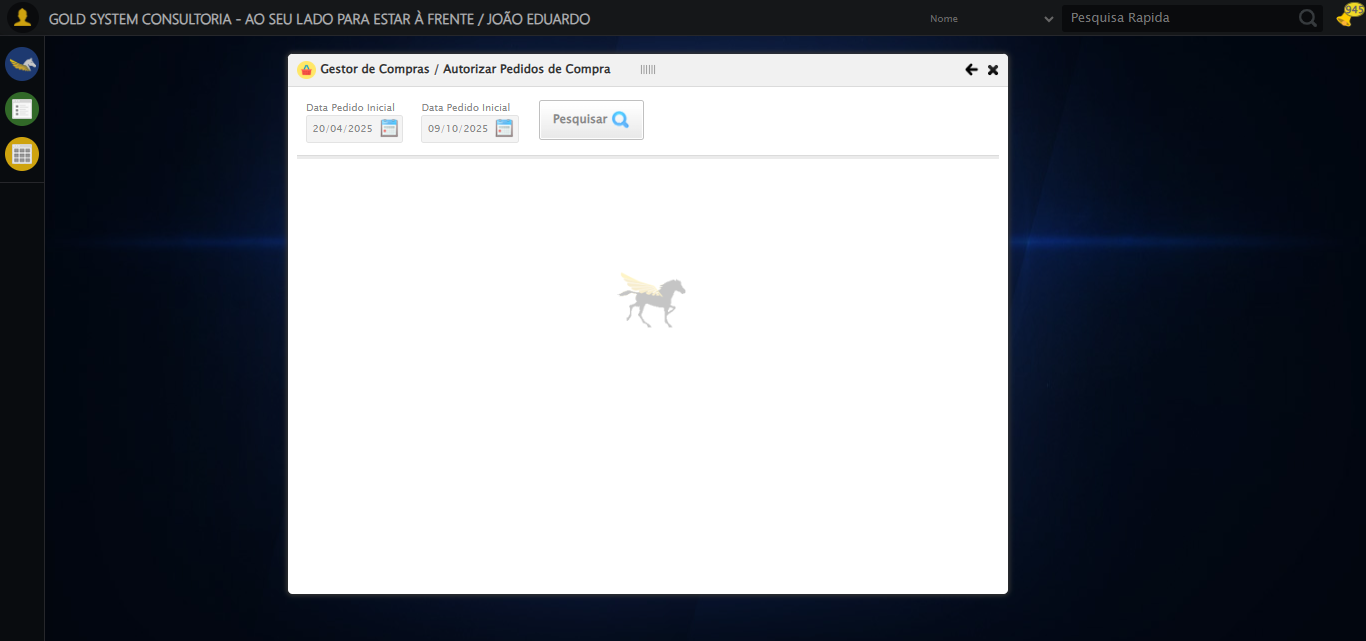 GOLD SYSTEM CONSULTORIA - AO SEU LADO PARA ESTAR À FRENTE / JOÃO EDUARDO
Nome
Pesquisa Rapida
945
Gestor de Compras / Autorizar Pedidos de Compra
Data Pedido Inicial
Data Pedido Inicial
20/04/2025
09/10/2025
Pesquisar